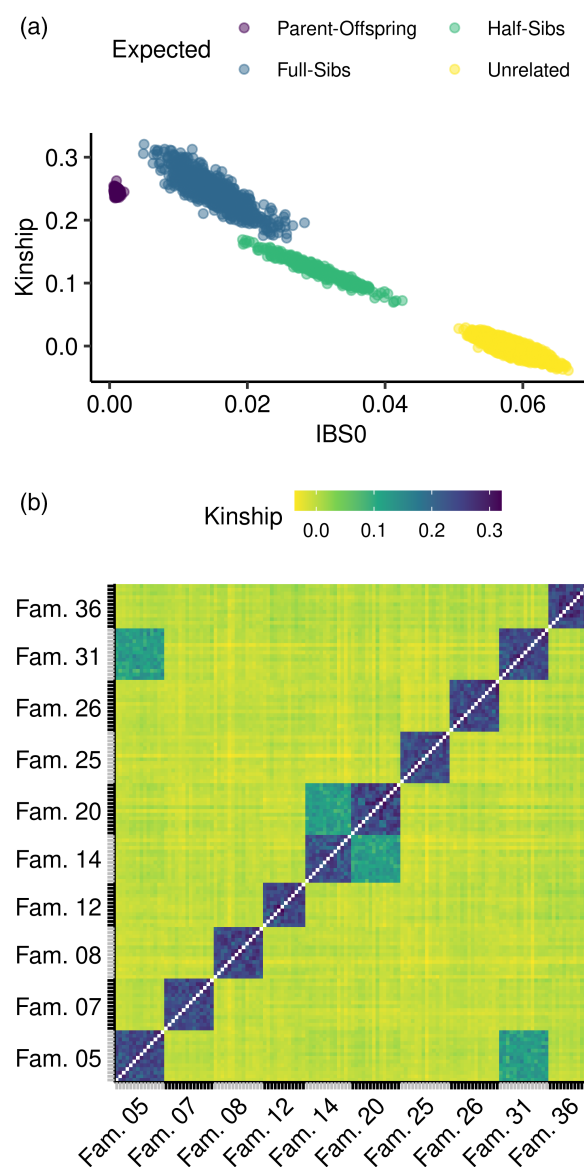 (a)
Expected
Parent-Offspring
Half-Sibs
Full-Sibs
Unrelated
Kinship
0.3
0.2
0.1
0.0
0.00 0.02 0.04 0.06
IBS0
(b)
Kinship
0.0 0.1 0.2 0.3
Fam. 36
Fam. 31
Fam. 26
Fam. 25
Fam. 20
Fam. 14
Fam. 12
Fam. 08
Fam. 07
Fam. 05
Fam. 05 Fam. 07 Fam. 08 Fam. 12 Fam. 14 Fam. 20 Fam. 25 Fam. 26 Fam. 31 Fam. 36